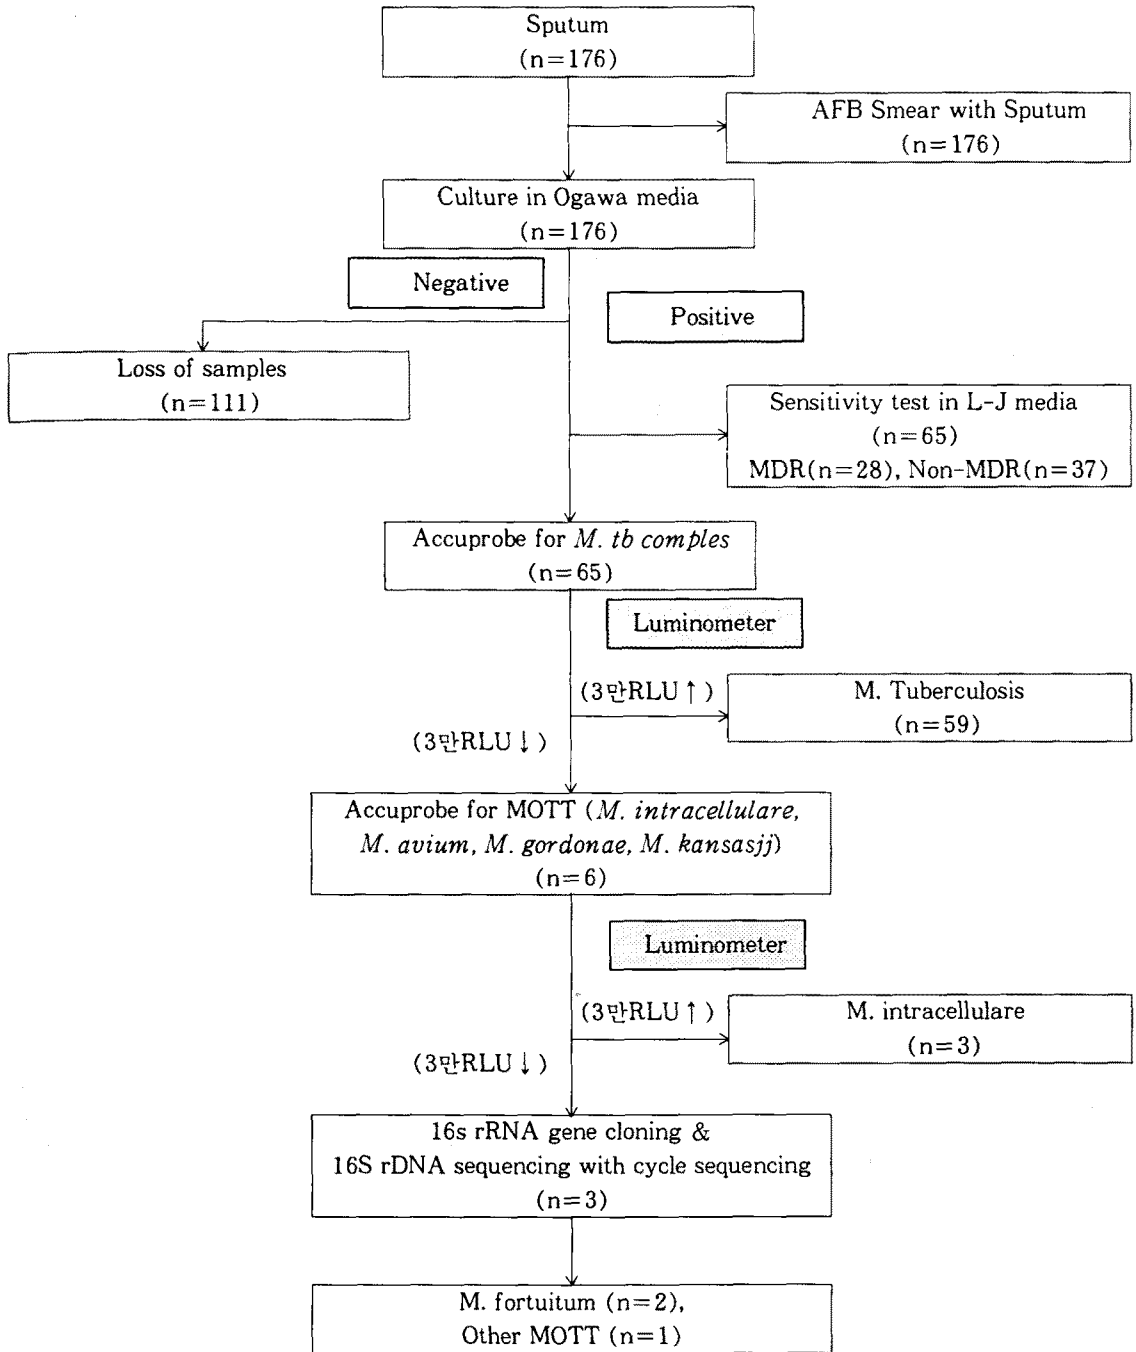 Sputum
(n=176)
AFB Smear with Sputum
(n=176)
Culture in Ogawa media
(n=176)
Negative
Positive
Loss of samples
(n=111)
Sensitivity test in L-J media
(n=65)
MDR(n=28), Non-MDR(n=37)
Accuprobe for M. tb comples
(n=65)
Luminometer
(3만RLU↑)
M. Tuberculosis
(n=59)
(3만RLU↓)
Accuprobe for MOTT (M. intracellulare,
M. avium, M. gordonae, M. kansasjj)
(n=6)
Luminometer
(3만RLU↑)
M. intracellulare
(n=3)
(3만RLU↓)
16s rRNA gene cloning &
16S rDNA sequencing with cycle sequencing
(n=3)
M. fortuitum (n=2),
Other MOTT (n=1)